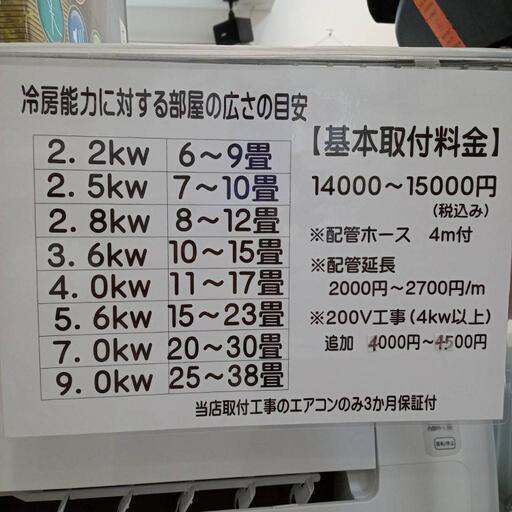 冷房能力に対する部屋の広さの目安
2.2kw 6～9畳
2.5kw 7～10畳
2.8kw 8～12畳
3.6kw 10～15畳
4.0kw 11～17畳
5.6kw 15～23畳
7.0kw 20～30畳
9.0kw 25～38畳
【基本取付料金】
14000～15000円
(税込み)
※配管ホース 4m付
※配管延長
2000円～2700円/m
※200V工事(4kw以上)
追加 4000円～4500円
当店取付工事のエアコンのみ3か月保証付